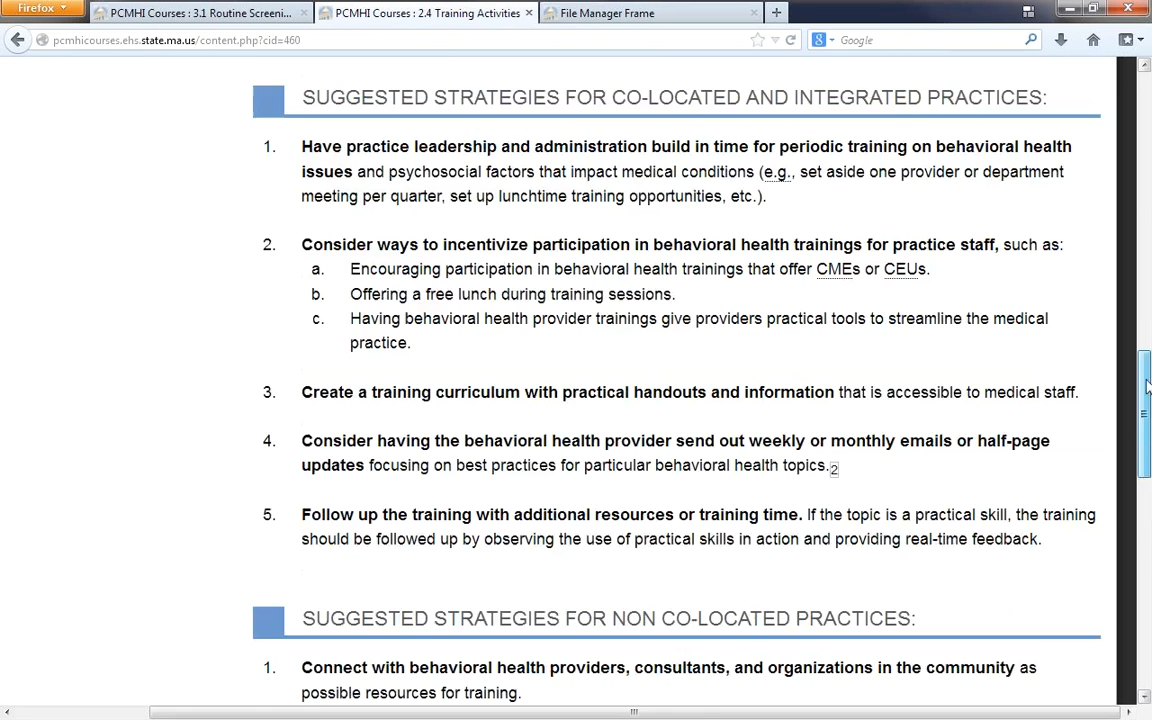 Firefox
PCMHI Courses : 3.1 Routine Screeni...
PCMHI Courses : 2.4 Training Activities
File Manager Frame
pcmhicourses.ehs.state.ma.us/content.php?cid=460
Google
SUGGESTED STRATEGIES FOR CO-LOCATED AND INTEGRATED PRACTICES:
1. Have practice leadership and administration build in time for periodic training on behavioral health
issues and psychosocial factors that impact medical conditions (e.g., set aside one provider or department
meeting per quarter, set up lunchtime training opportunities, etc.).
2. Consider ways to incentivize participation in behavioral health trainings for practice staff, such as:
a. Encouraging participation in behavioral health trainings that offer CMEs or CEUs.
b. Offering a free lunch during training sessions.
c. Having behavioral health provider trainings give providers practical tools to streamline the medical
practice.
3. Create a training curriculum with practical handouts and information that is accessible to medical staff.
4. Consider having the behavioral health provider send out weekly or monthly emails or half-page
updates focusing on best practices for particular behavioral health topics.2
5. Follow up the training with additional resources or training time. If the topic is a practical skill, the training
should be followed up by observing the use of practical skills in action and providing real-time feedback.
SUGGESTED STRATEGIES FOR NON CO-LOCATED PRACTICES:
1. Connect with behavioral health providers, consultants, and organizations in the community as
possible resources for training.